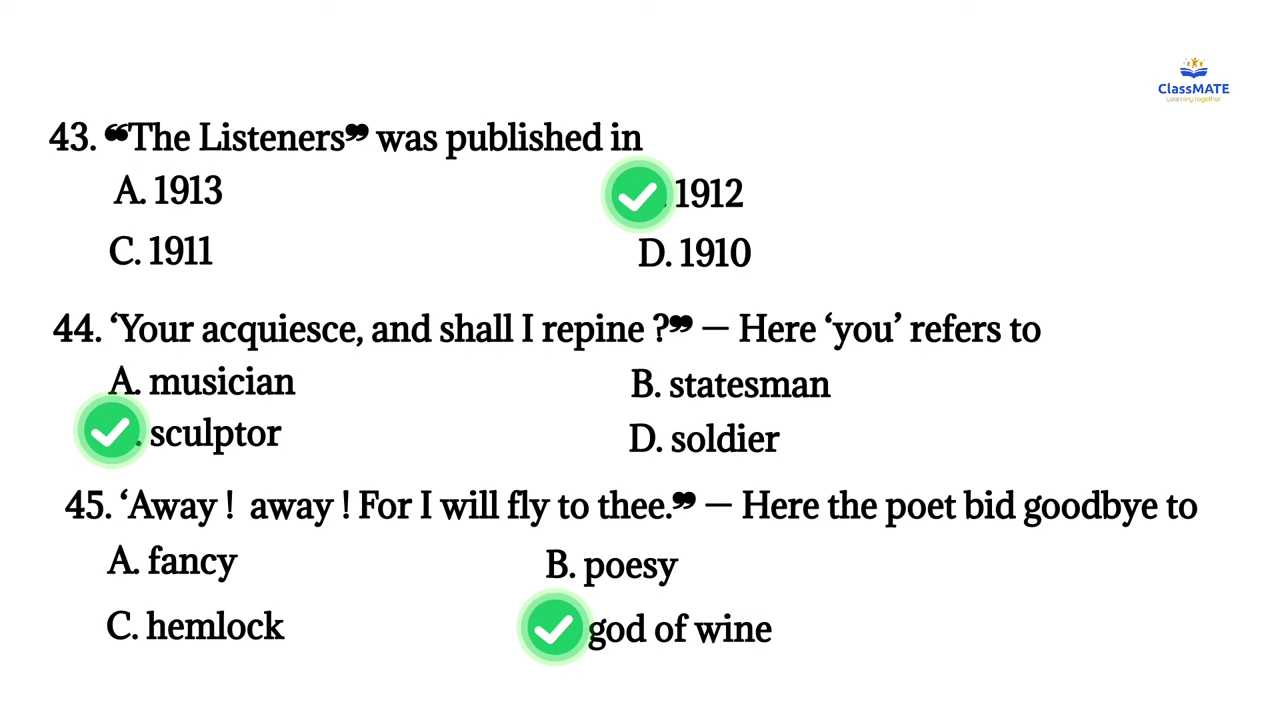 ClassMATE
Learning together
43. “The Listeners” was published in
A. 1913
1912
C. 1911
D. 1910
44. ‘Your acquiesce, and shall I repine ?” — Here ‘you’ refers to
A. musician
B. statesman
. sculptor
D. soldier
45. ‘Away ! away ! For I will fly to thee.” — Here the poet bid goodbye to
A. fancy
B. poesy
C. hemlock
god of wine